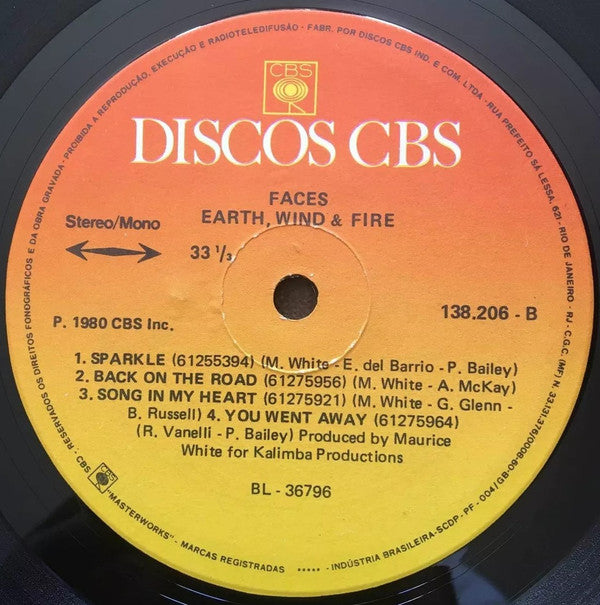 RESERVADOS OS DIREITOS FONOGRÁFICOS E DA OBRA GRAVADA - PROIBIDA A REPRODUÇÃO, EXECUÇÃO E RADIOTELEDIFUSÃO - FABR. POR DISCOS CBS IND. E COM. LTDA - RUA PREFEITO SÁ LESSA, 621 - RIO DE JANEIRO - RJ - C.G.C. (MF) N. 33.131.376/0001
CBS
DISCOS CBS
FACES
EARTH, WIND & FIRE
Stereo/Mono
33 1/3
138.206 - B
P. 1980 CBS Inc.
1. SPARKLE (61255394) (M. White - E. del Barrio - P. Bailey)
2. BACK ON THE ROAD (61275956) (M. White - A. McKay)
3. SONG IN MY HEART (61275921) (M. White - G. Glenn -
B. Russell) 4. YOU WENT AWAY (61275964)
(R. Vanelli - P. Bailey) Produced by Maurice
White for Kalimba Productions
BL - 36796
CBS - CBS "MASTERWORKS" - MARCAS REGISTRADAS ••••• - INDÚSTRIA BRASILEIRA-SCDP - PF - 004/GB-09-